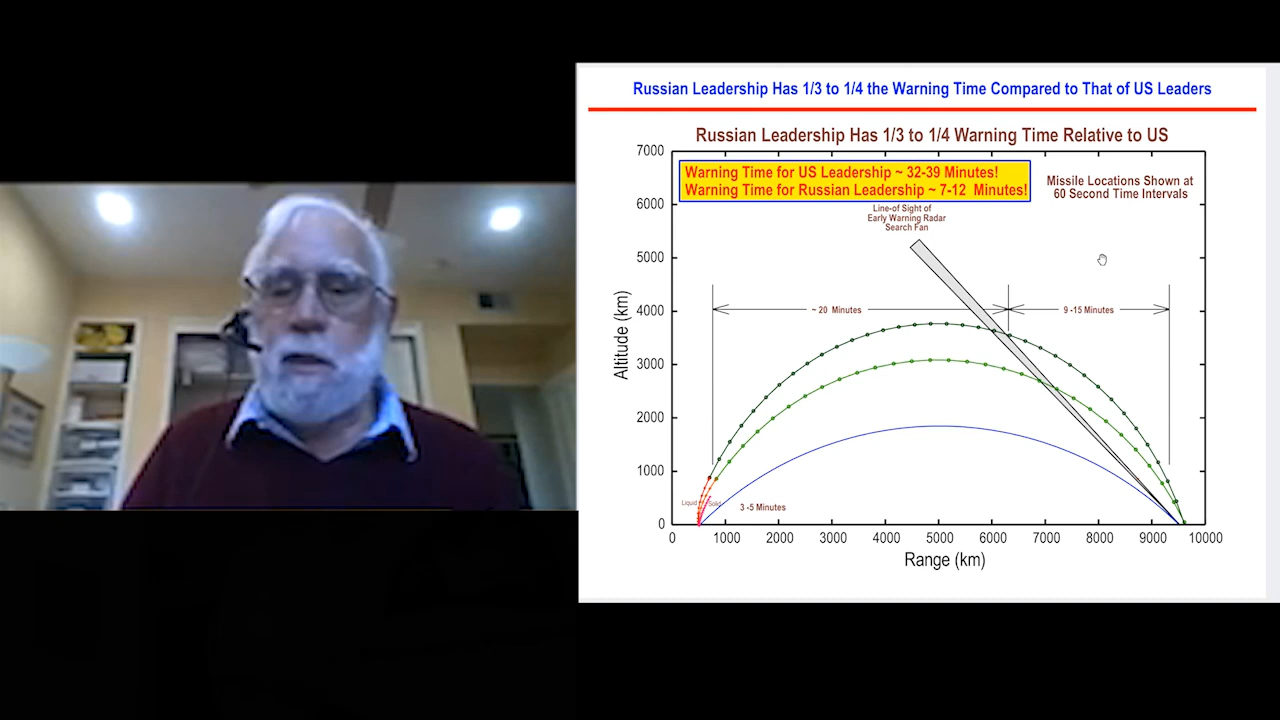 Russian Leadership Has 1/3 to 1/4 the Warning Time Compared to That of US Leaders
Russian Leadership Has 1/3 to 1/4 Warning Time Relative to US
Warning Time for US Leadership ~ 32-39 Minutes!
Warning Time for Russian Leadership ~ 7-12 Minutes!
Missile Locations Shown at
60 Second Time Intervals
Line-of Sight of
Early Warning Radar
Search Fan
~ 20 Minutes
9 -15 Minutes
Liquid
Solid
3 -5 Minutes
Altitude (km)
7000
6000
5000
4000
3000
2000
1000
0
0 1000 2000 3000 4000 5000 6000 7000 8000 9000 10000
Range (km)